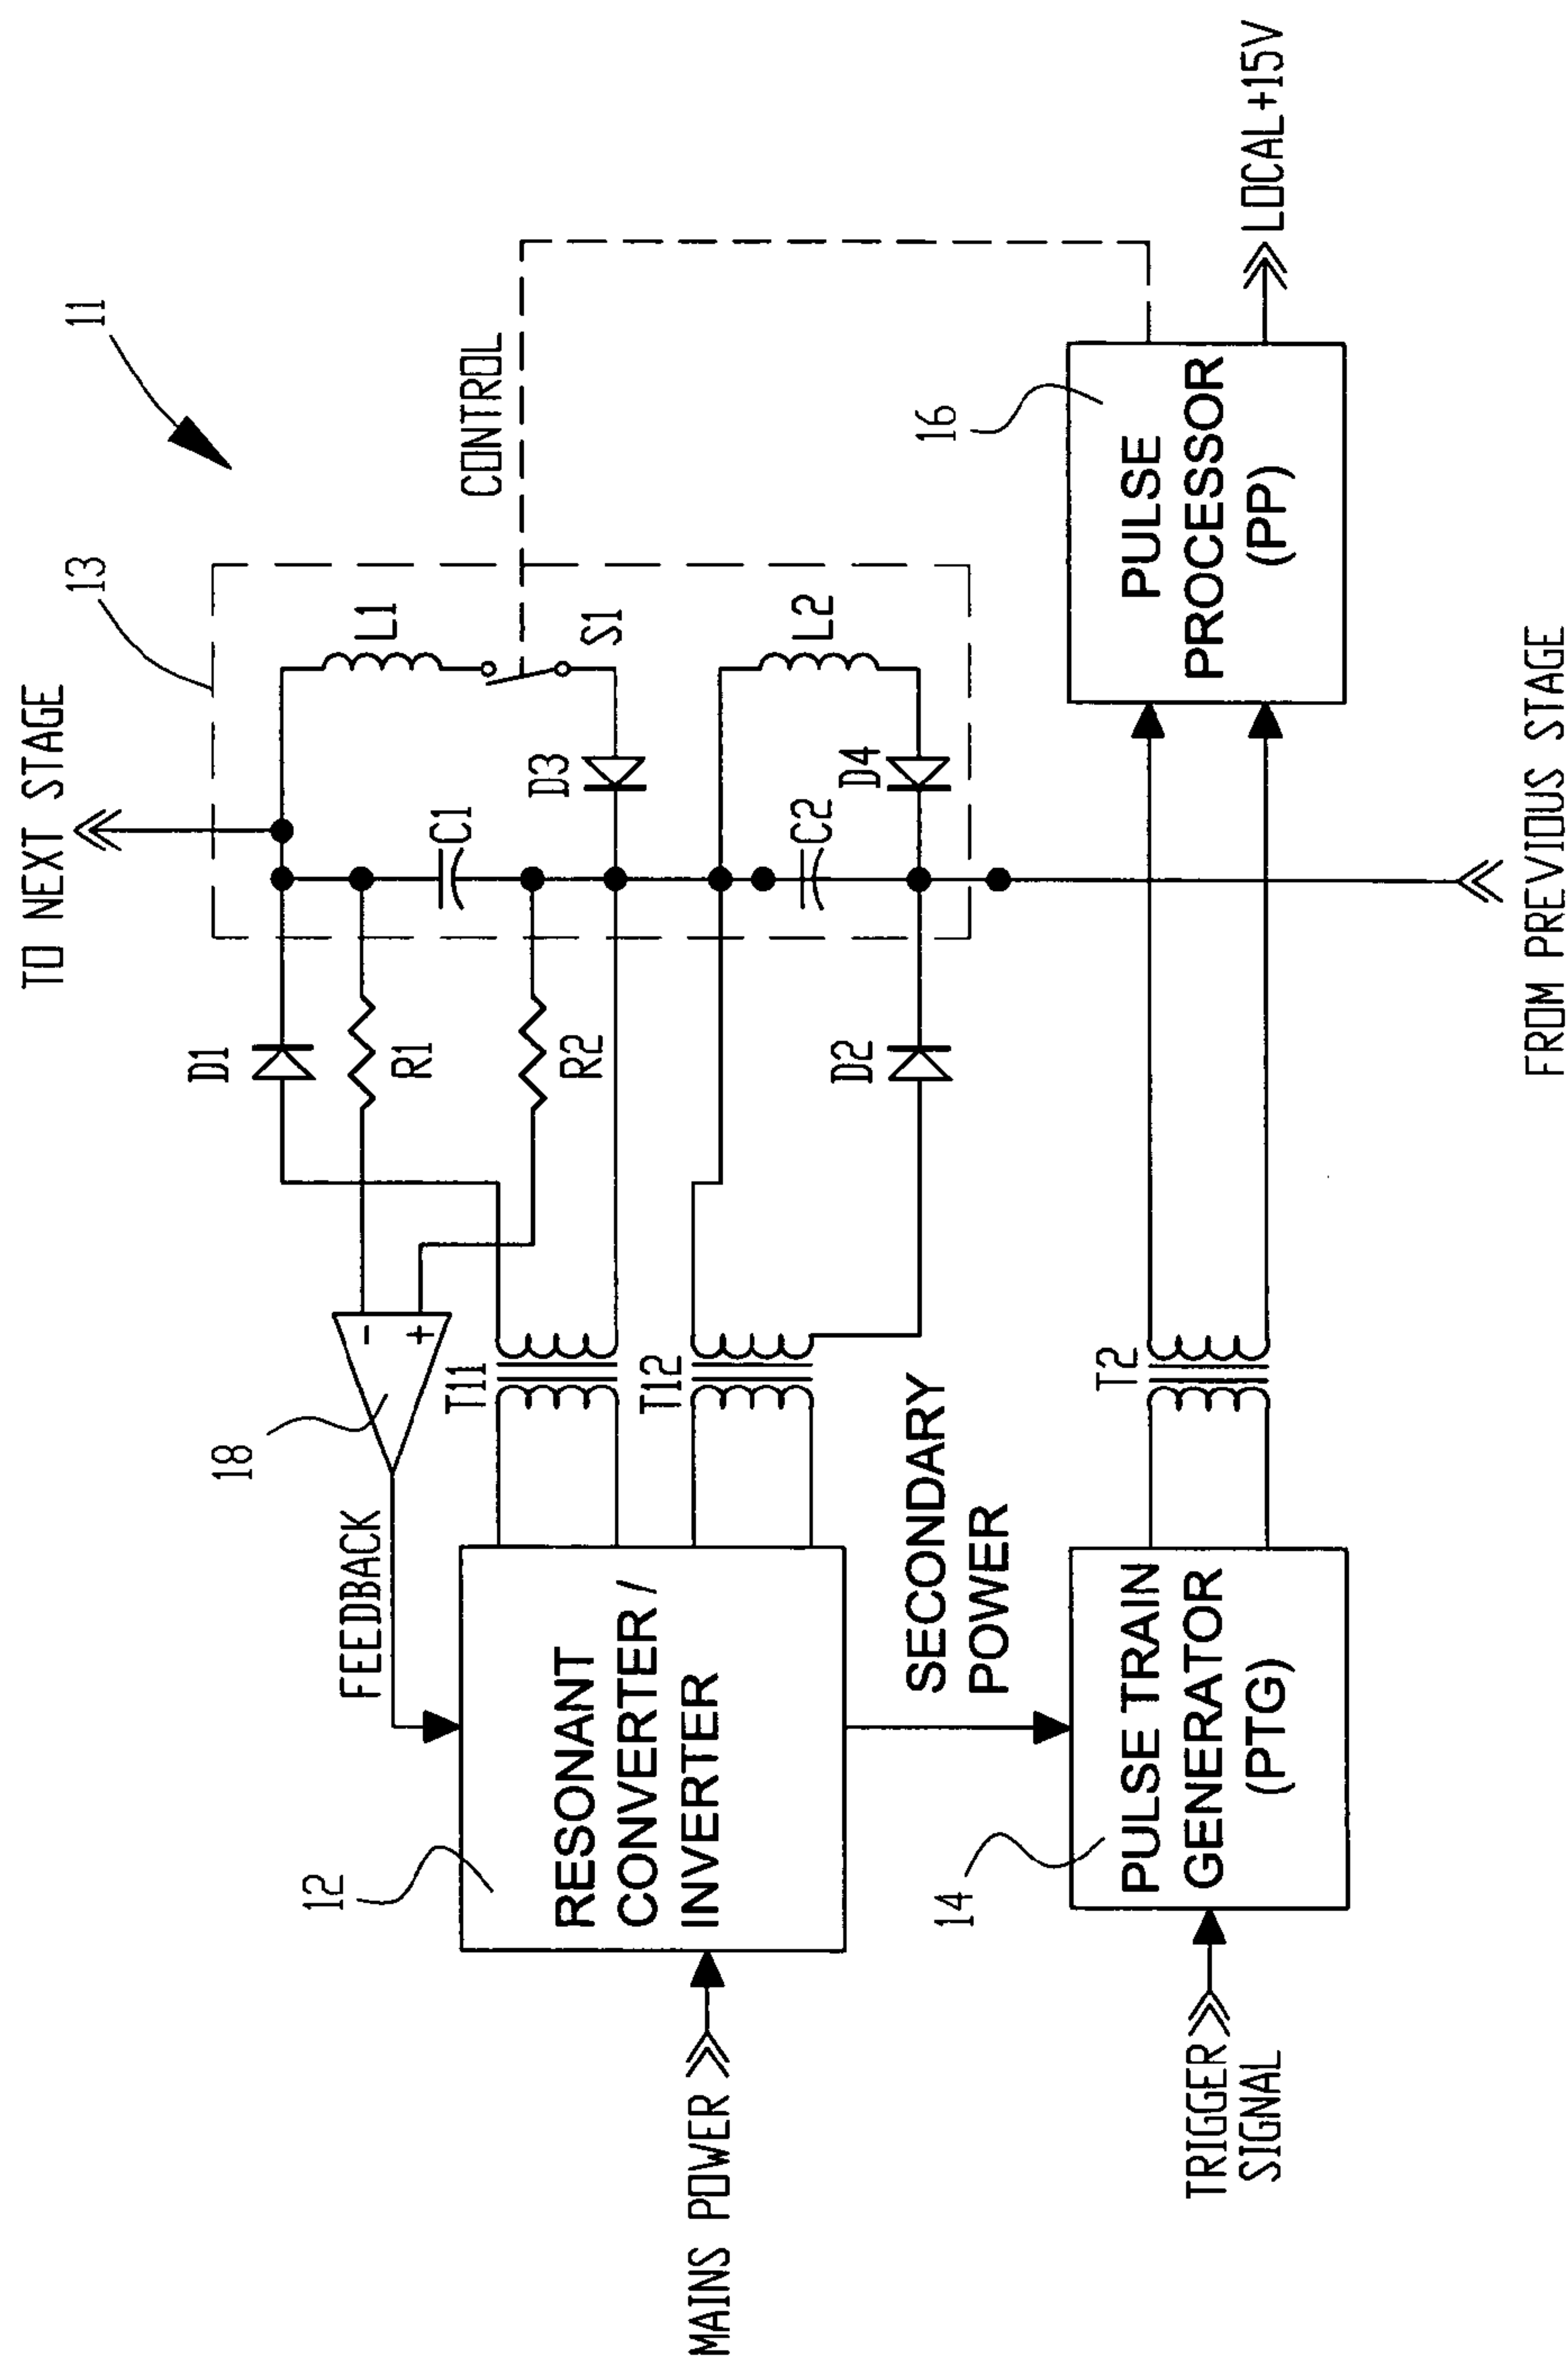 11
TO NEXT STAGE
13
L1
CONTROL
S1
D1
R1
C1
D3
R2
L2
C2
D4
D2
18
-
+
FEEDBACK
T11
T12
12
RESONANT
CONVERTER /
INVERTER
MAINS POWER
SECONDARY
POWER
14
PULSE TRAIN
GENERATOR
(PTG)
TRIGGER
SIGNAL
T2
16
PULSE
PROCESSOR
(PP)
LOCAL+15V
FROM PREVIOUS STAGE